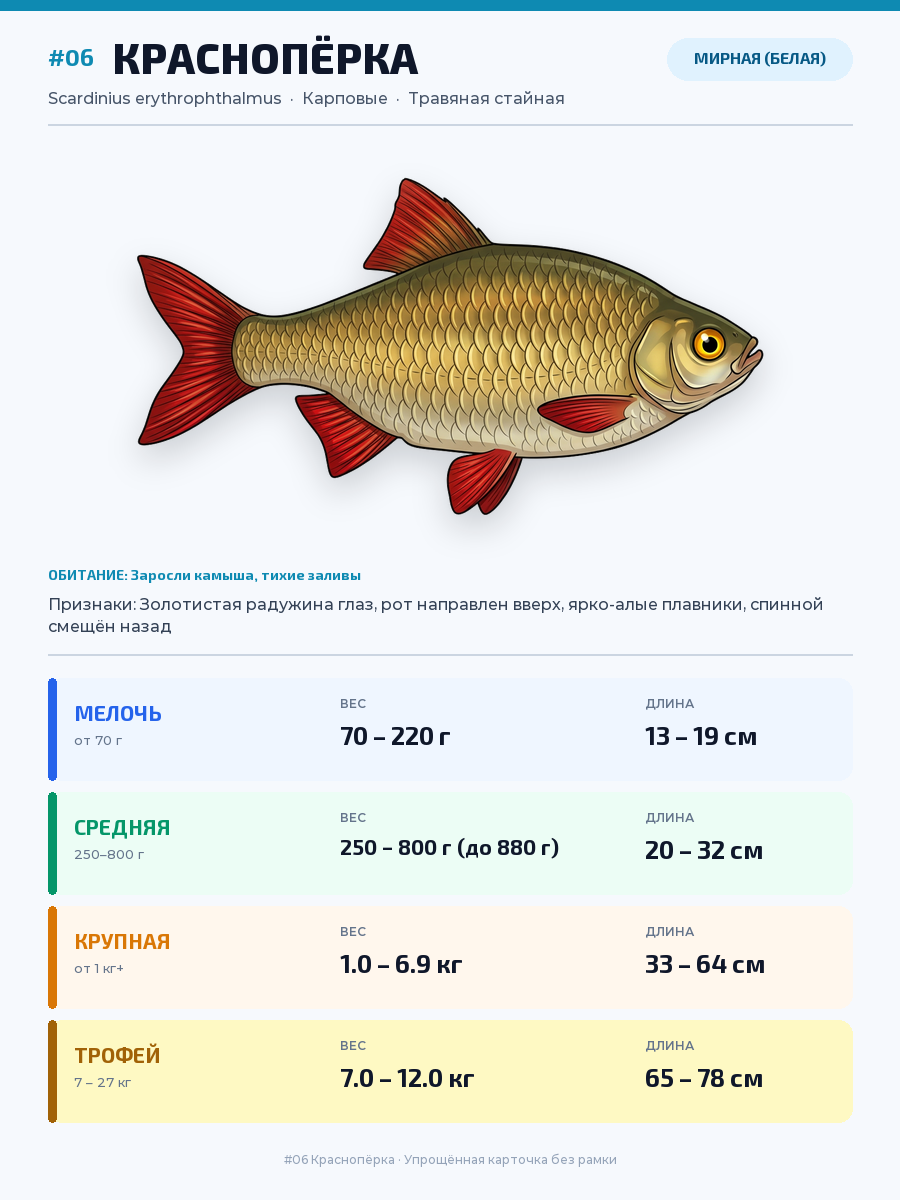 #06 КРАСНОПЁРКА
МИРНАЯ (БЕЛАЯ)
Scardinius erythrophthalmus · Карповые · Травяная стайная
ОБИТАНИЕ: Заросли камыша, тихие заливы
Признаки: Золотистая радужина глаз, рот направлен вверх, ярко-алые плавники, спинной
смещён назад
МЕЛОЧЬ
от 70 г
ВЕС
70 – 220 г
ДЛИНА
13 – 19 см
СРЕДНЯЯ
250–800 г
ВЕС
250 – 800 г (до 880 г)
ДЛИНА
20 – 32 см
КРУПНАЯ
от 1 кг+
ВЕС
1.0 – 6.9 кг
ДЛИНА
33 – 64 см
ТРОФЕЙ
7 – 27 кг
ВЕС
7.0 – 12.0 кг
ДЛИНА
65 – 78 см
#06 Краснопёрка · Упрощённая карточка без рамки